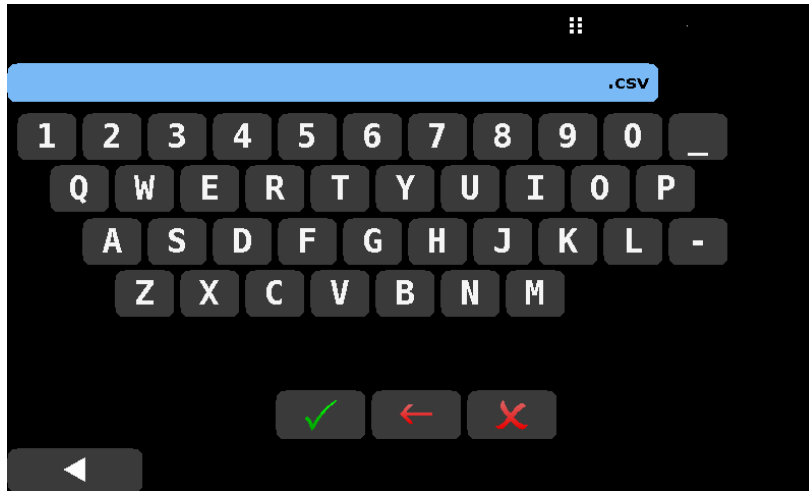 .csv
1 2 3 4 5 6 7 8 9 0 _
Q W E R T Y U I O P
A S D F G H J K L -
Z X C V B N M